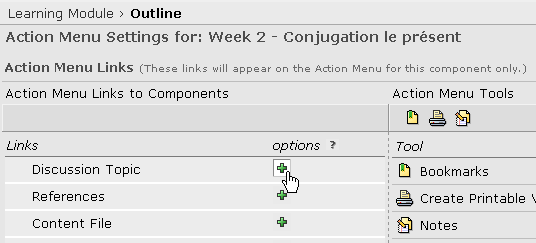 Learning Module › Outline
Action Menu Settings for: Week 2 - Conjugation le présent
Action Menu Links (These links will appear on the Action Menu for this component only.)
Action Menu Links to Components
Action Menu Tools
Links options ?
Tool
Discussion Topic
Bookmarks
References
Create Printable
Content File
Notes